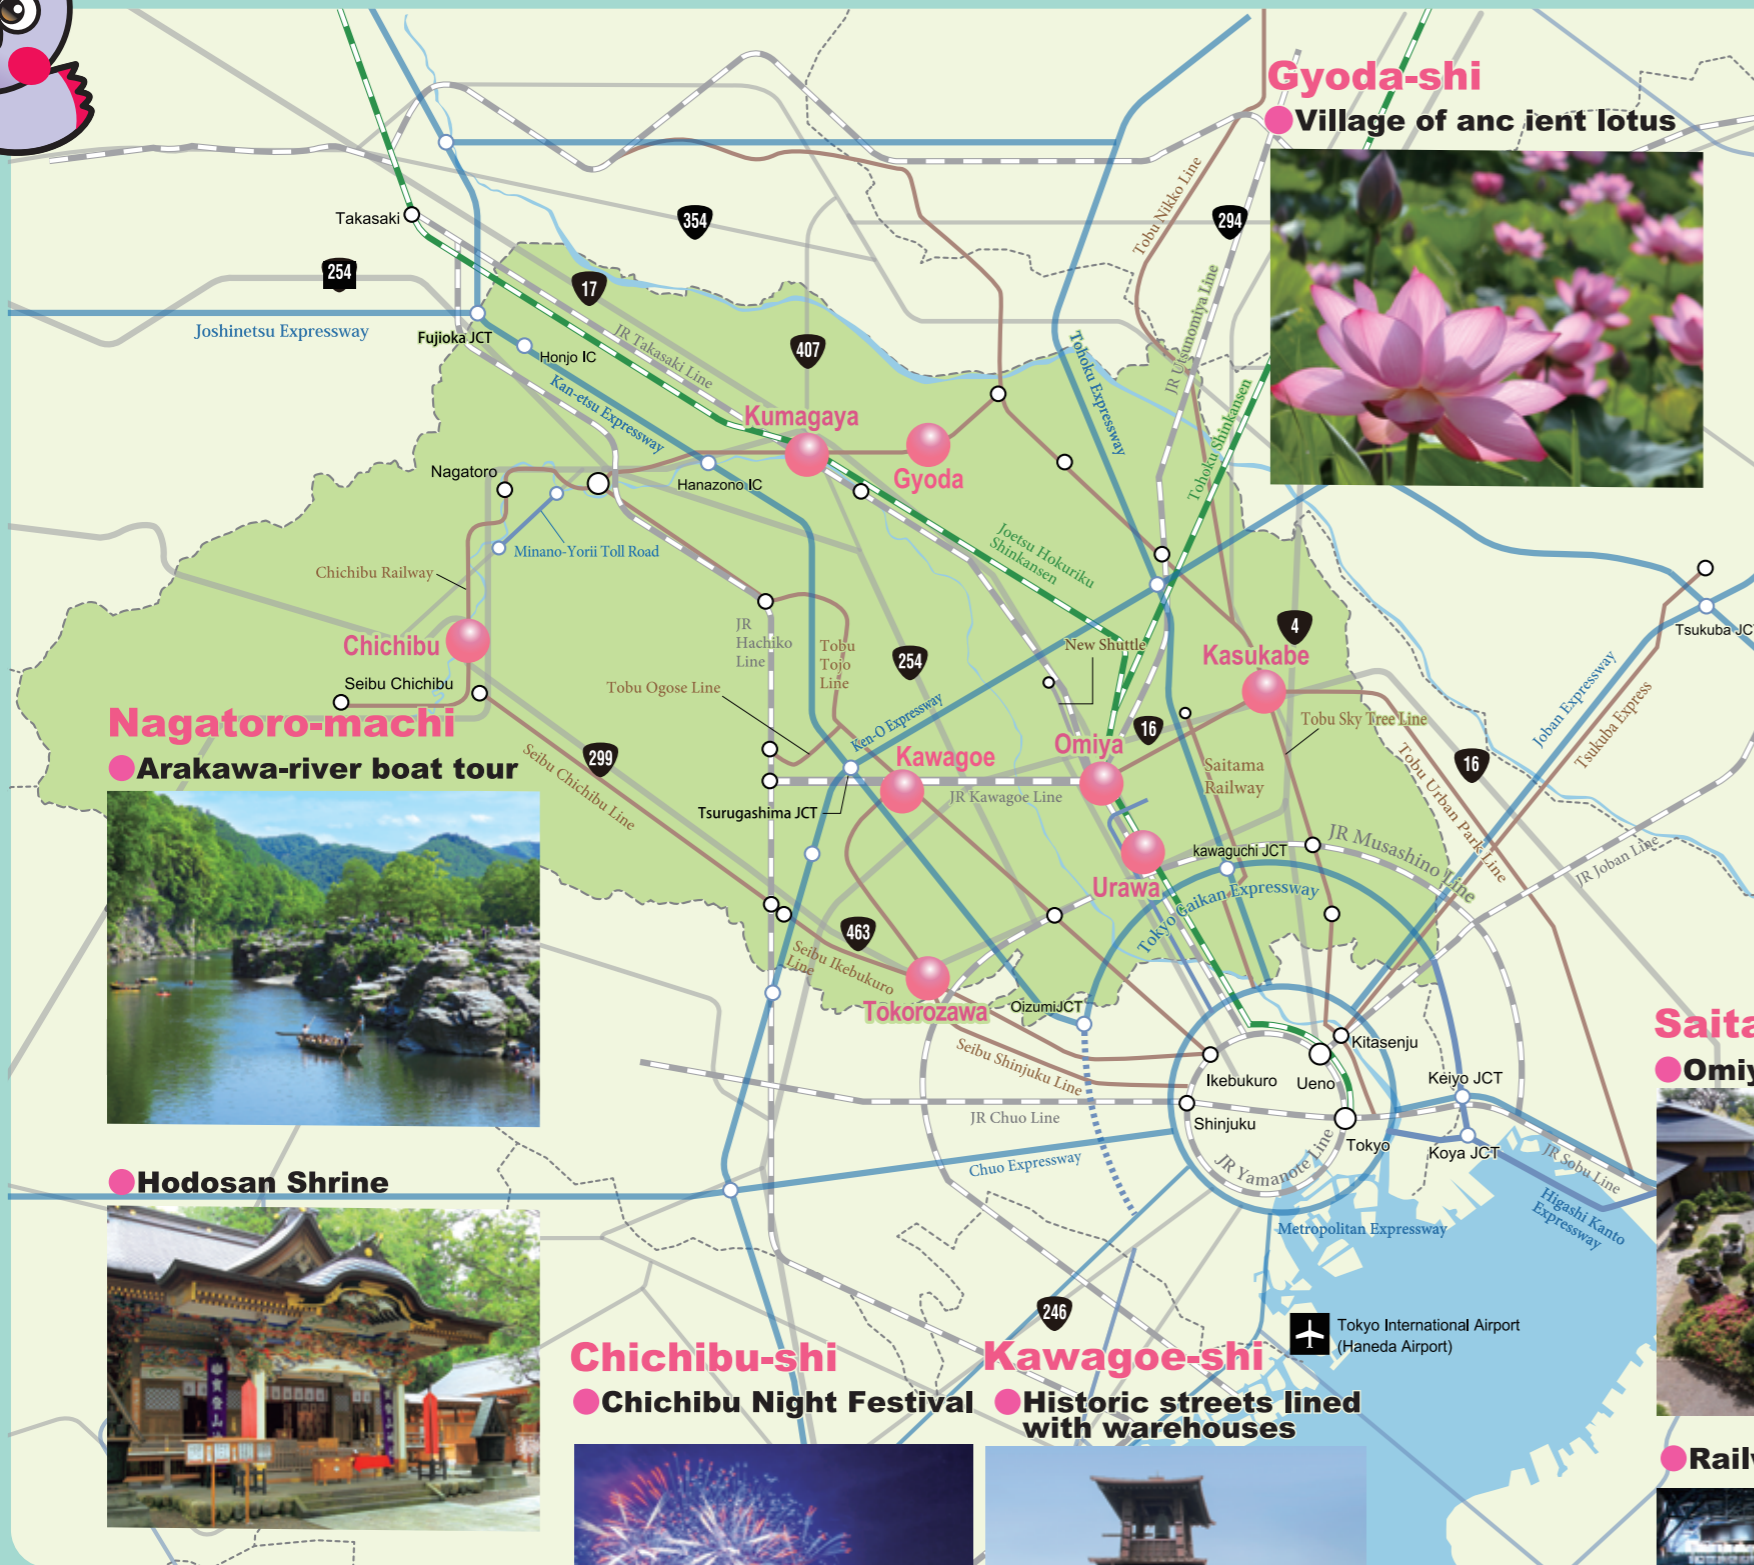 Gyoda-shi
Village of anc ient lotus
Tobu Nikko Line
294
354
Takasaki
254
17
Joshinetsu Expressway
Fujioka JCT
Honjo IC
JR Takasaki Line
407
JR Utsunomiya Line
Tohoku Expressway
Kan-etsu Expressway
Tohoku Shinkansen
Kumagaya
Gyoda
Nagatoro
Hanazono IC
Minano-Yorii Toll Road
Joetsu Hokuriku
Shinkansen
Chichibu Railway
Tsukuba JC
JR
Hachiko
Line
Tobu
Tojo
Line
254
New Shuttle
4
Chichibu
Kasukabe
Seibu Chichibu
Tobu Ogose Line
Ken-O Expressway
Joban Expressway
Tsukuba Express
Nagatoro-machi
Arakawa-river boat tour
Seibu Chichibu Line
299
Kawagoe
Omiya
16
Tobu Sky Tree Line
Saitama
Railway
Tobu Urban Park Line
16
JR Kawagoe Line
Tsurugashima JCT
kawaguchi JCT
JR Musashino Line
JR Joban Line
Urawa
Tokyo Gaikan Expressway
463
Seibu Ikebukuro
Line
Tokorozawa
OizumiJCT
Saita
Omiy
Kitasenju
Seibu Shinjuku Line
Ikebukuro
Ueno
Keiyo JCT
JR Chuo Line
Shinjuku
Tokyo
Koya JCT
JR Yamanote Line
JR Sobu Line
Chuo Expressway
Higashi Kanto
Expressway
Metropolitan Expressway
Hodosan Shrine
246
Tokyo International Airport
(Haneda Airport)
Chichibu-shi
Chichibu Night Festival
Kawagoe-shi
Historic streets lined
with warehouses
Railw